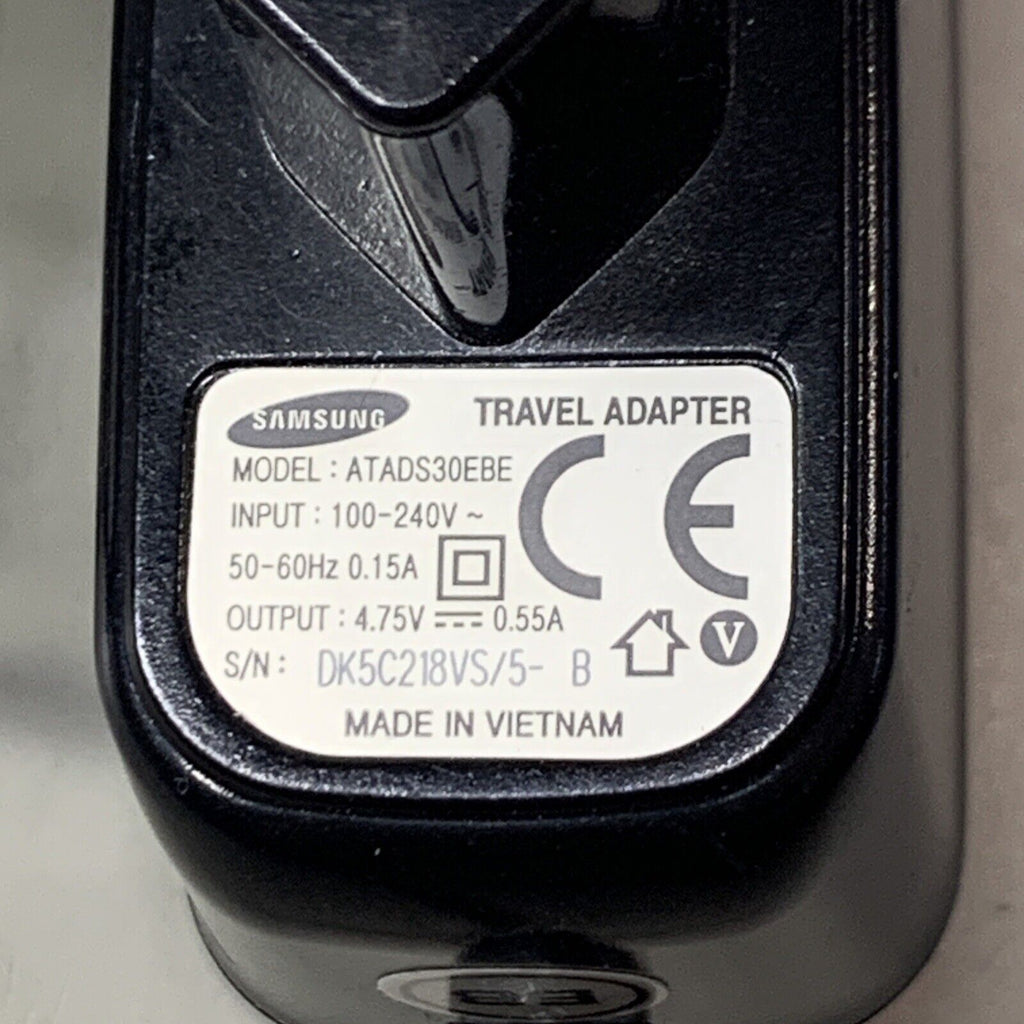 SAMSUNG
TRAVEL ADAPTER
MODEL : ATADS30EBE
INPUT : 100-240V ~
50-60Hz 0.15A
OUTPUT : 4.75V ⎓ 0.55A
S/N : DK5C218VS/5- B
MADE IN VIETNAM
CE
V